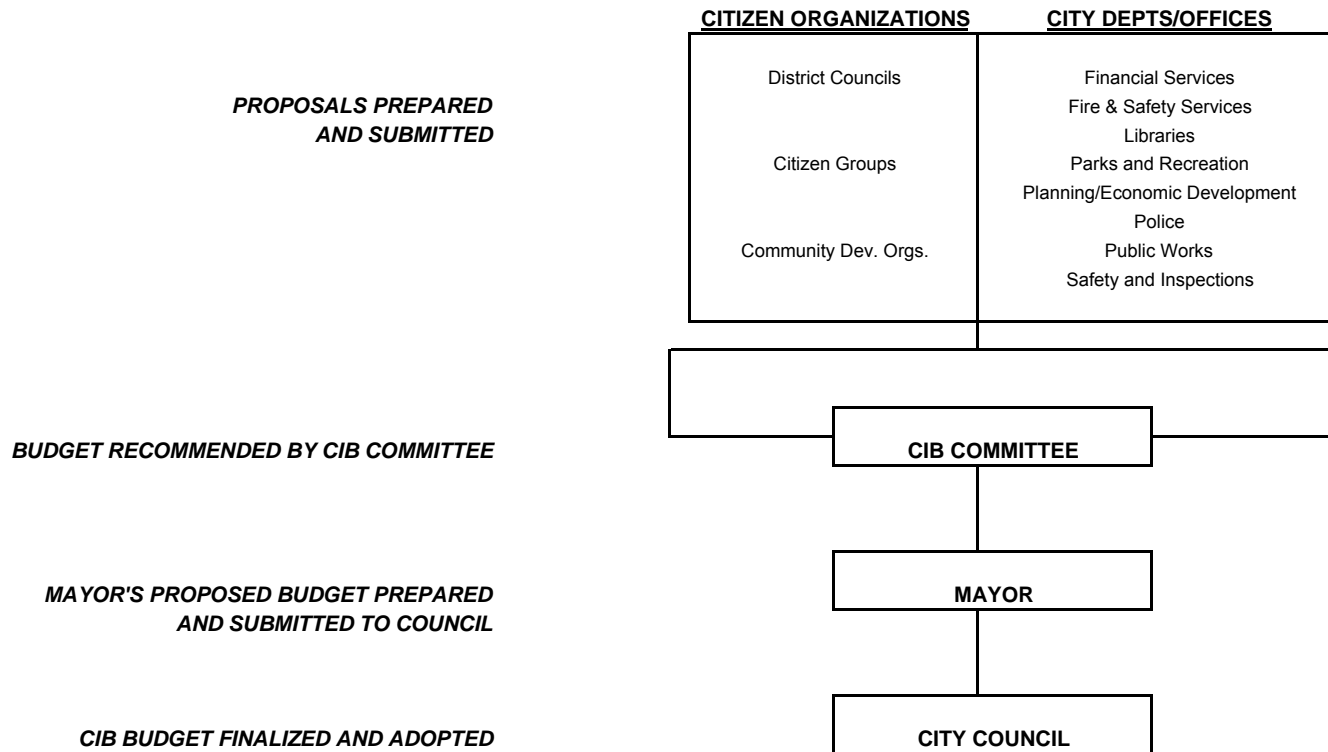 CITIZEN ORGANIZATIONS
CITY DEPTS/OFFICES
PROPOSALS PREPARED
AND SUBMITTED
District Councils
Citizen Groups
Community Dev. Orgs.
Financial Services
Fire & Safety Services
Libraries
Parks and Recreation
Planning/Economic Development
Police
Public Works
Safety and Inspections
BUDGET RECOMMENDED BY CIB COMMITTEE
CIB COMMITTEE
MAYOR'S PROPOSED BUDGET PREPARED
AND SUBMITTED TO COUNCIL
MAYOR
CIB BUDGET FINALIZED AND ADOPTED
CITY COUNCIL